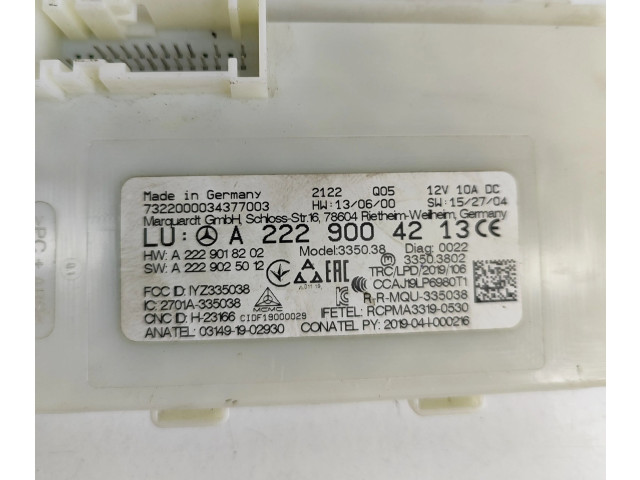 Made in Germany 2122 Q05 12V 10A DC
7322000034377003 HW:13/06/00 SW:15/27/04
Marquardt GmbH, Schloss-Str.16, 78604 Rietheim-Weilheim, Germany
LU: A 222 900 42 13 CE
HW: A 222 901 82 02 Model:3350.38 Diag: 0022
SW: A 222 902 50 12 EAC 3350.3802
TRC/LPD/2019/106
FCC ID: IYZ335038 CCAJ19LP6980T1
IC: 2701A-335038 MCMC R-R-MQU-335038
CNC ID: H-23166 CIDF19000029 IFETEL: RCPMA3319-0530
ANATEL: 03149-19-02930 CONATEL PY: 2019-04-I-000216